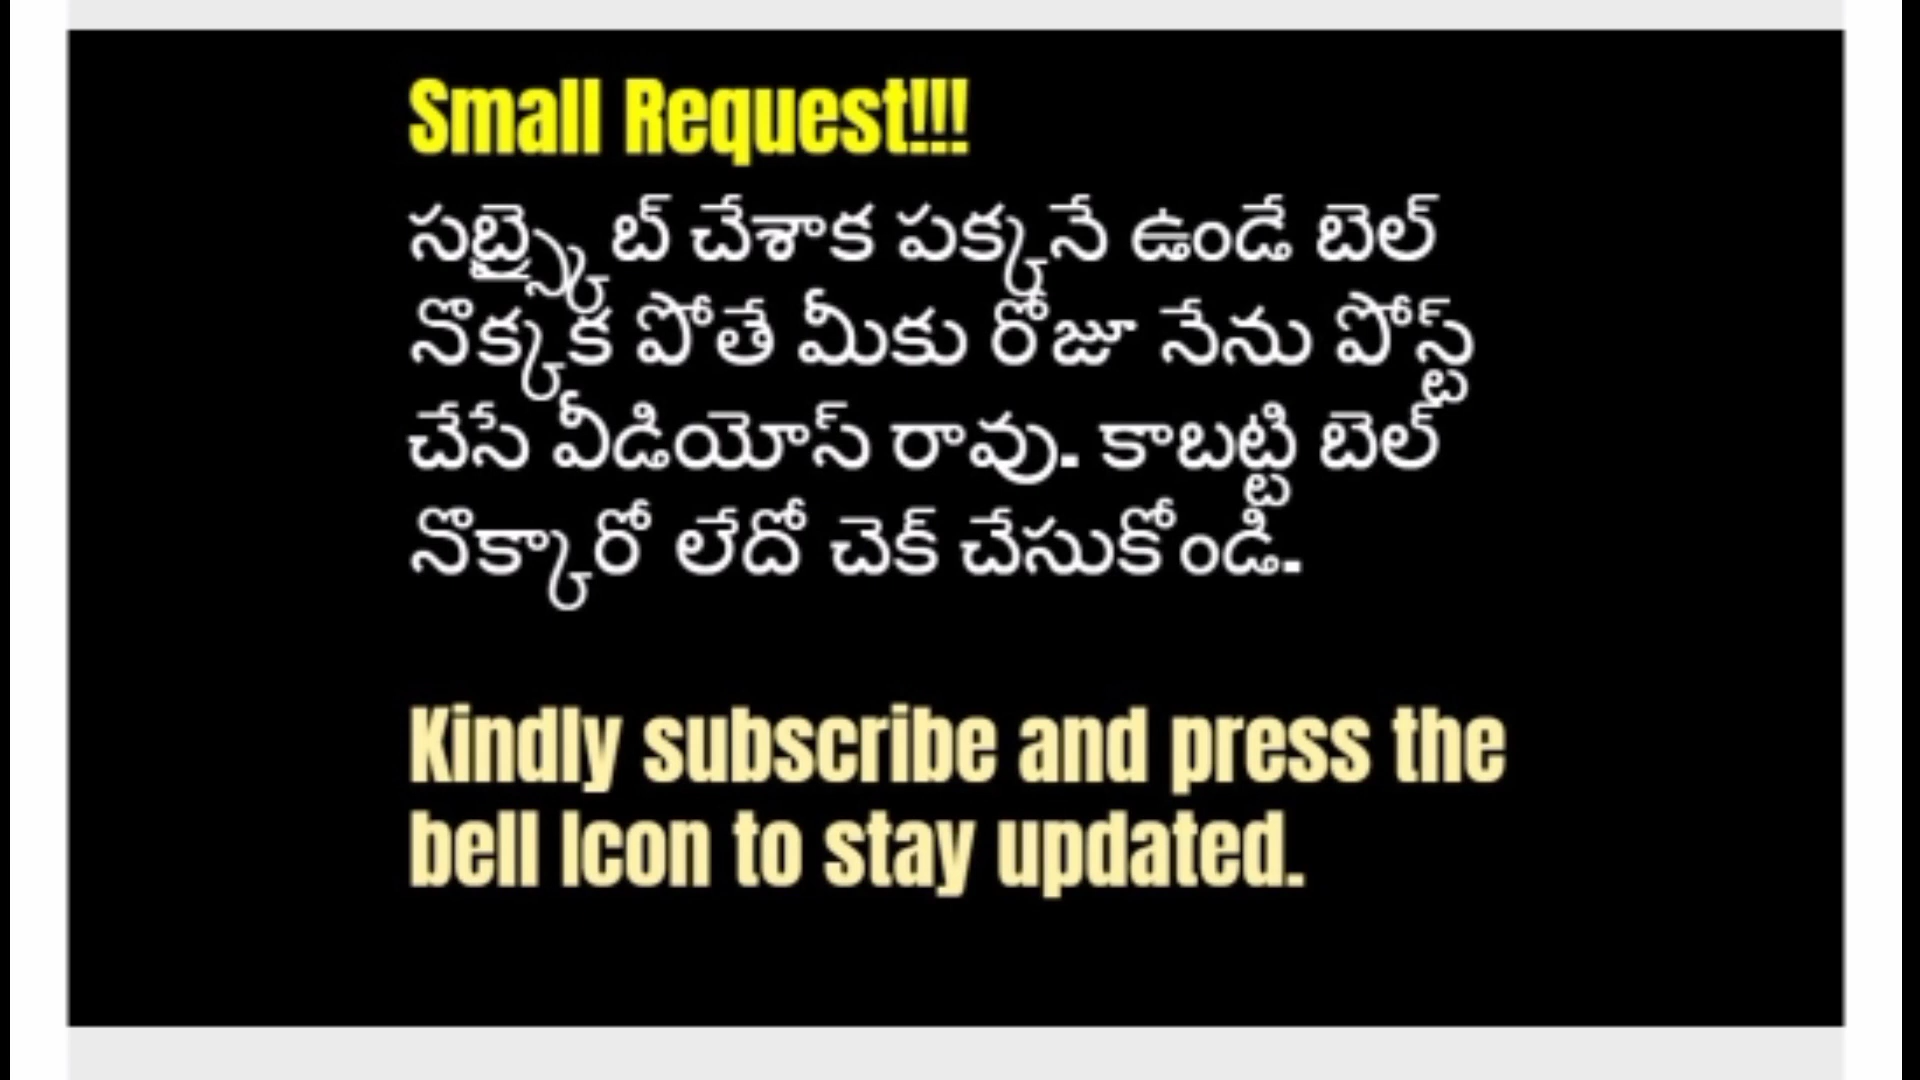 Small Request!!!
సబ్స్క్రైబ్ చేశాక పక్కనే ఉండే బెల్
నొక్కక పోతే మీకు రోజూ నేను పోస్ట్
చేసే వీడియోస్ రావు. కాబట్టి బెల్
నొక్కారో లేదో చెక్ చేసుకోండి.
Kindly subscribe and press the
bell Icon to stay updated.